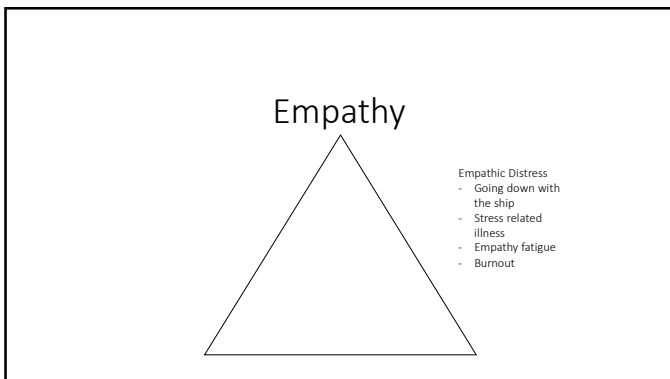 Empathy
Empathic Distress
- Going down with
the ship
- Stress related
illness
- Empathy fatigue
- Burnout